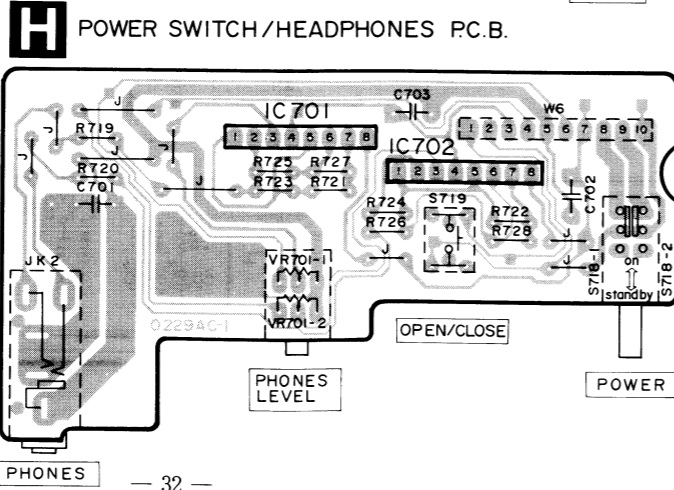 H POWER SWITCH/HEADPHONES P.C.B.
C703
IC701
W6
J
1 2 3 4 5 6 7 8
1 2 3 4 5 6 7 8 9 10
J
R719
J
IC702
J
J
R725 R727
1 2 3 4 5 6 7 8
R720
R723 R721
C701
J
S719
C702
R724
R722
R726
R728
J
JK2
VR701-1
J
J
on
standby
S718-1
S718-2
VR701-2
0229AC-1
OPEN/CLOSE
PHONES
LEVEL
POWER
PHONES
— 32 —